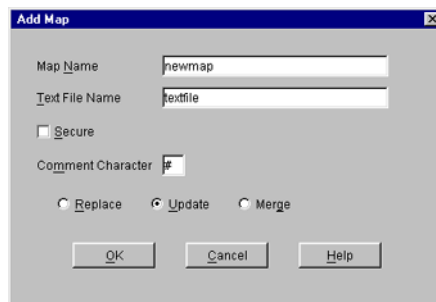 Add Map
Map Name newmap
Text File Name textfile
Secure
Comment Character #
Replace Update Merge
OK Cancel Help